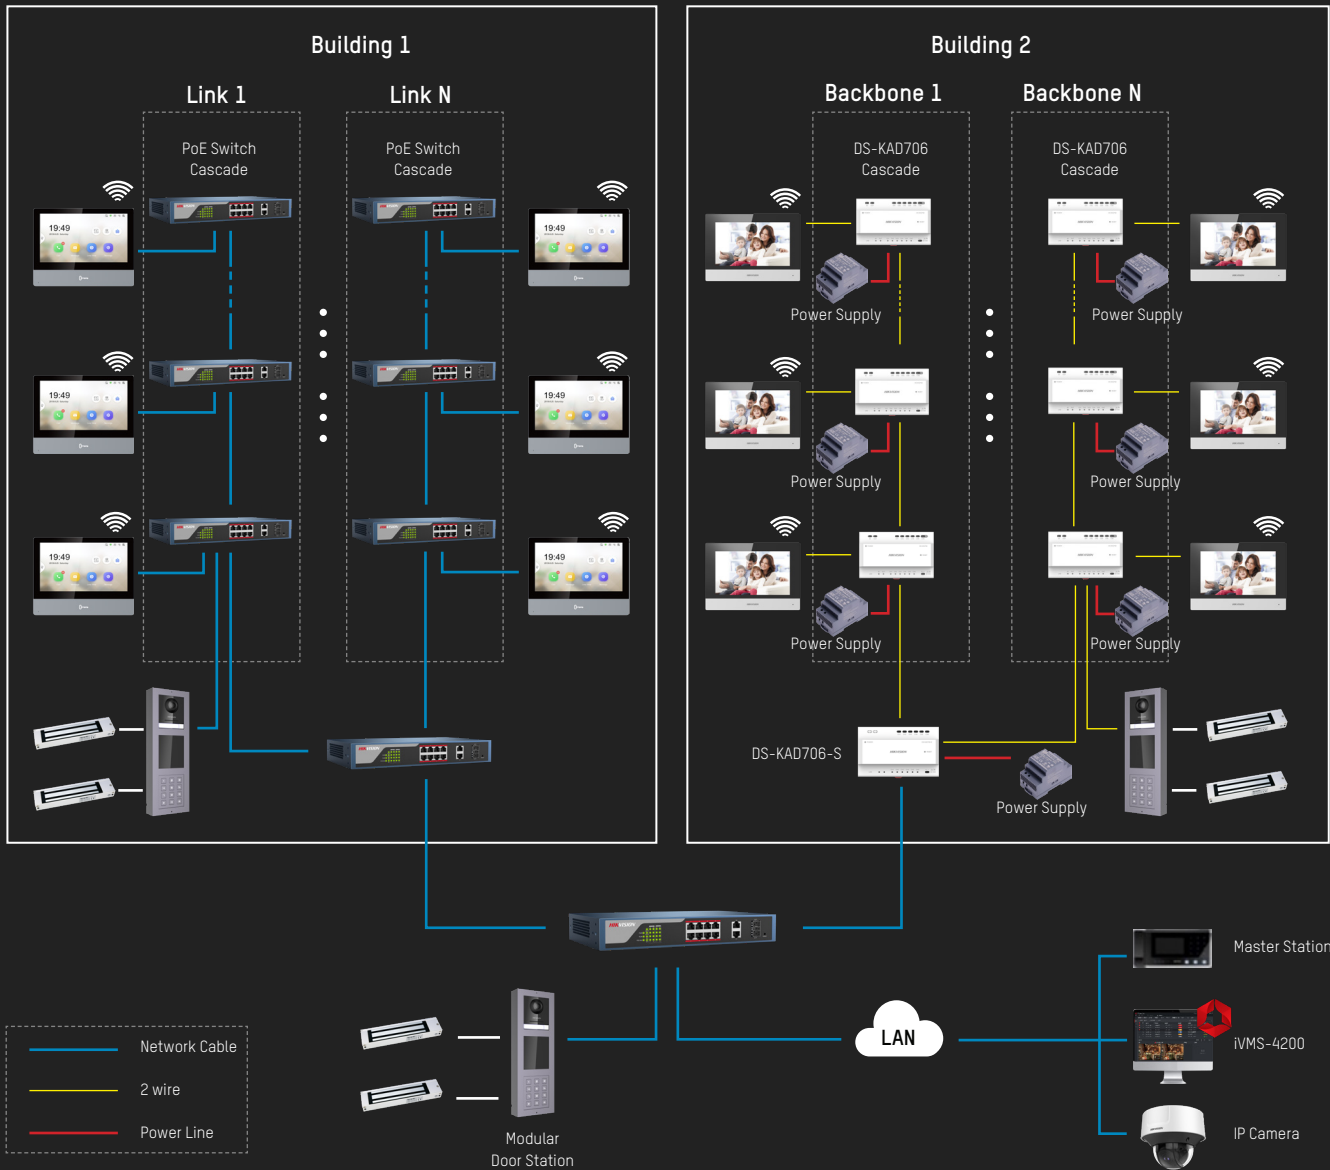 Building 1
Building 2
Link 1
Link N
Backbone 1
Backbone N
PoE Switch
Cascade
PoE Switch
Cascade
DS-KAD706
Cascade
DS-KAD706
Cascade
19:49
19:49
Power Supply
Power Supply
19:49
19:49
Power Supply
Power Supply
19:49
19:49
Power Supply
Power Supply
DS-KAD706-S
Power Supply
HIKVISION
Master Station
LAN
iVMS-4200
IP Camera
Modular
Door Station
Network Cable
2 wire
Power Line